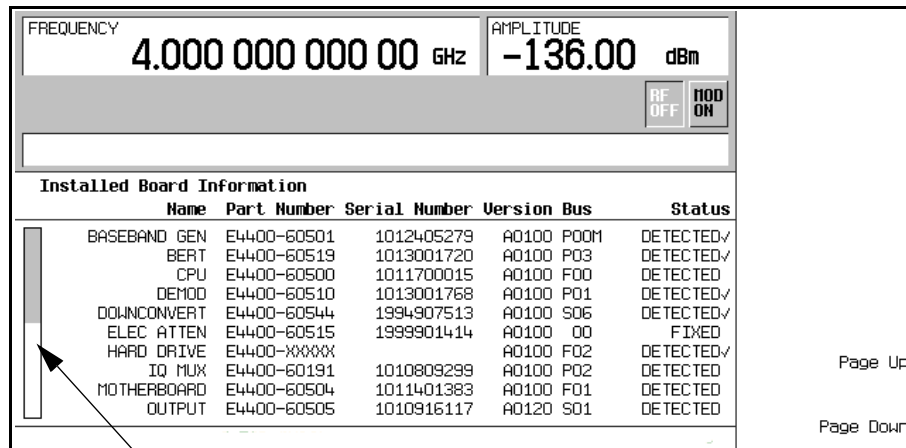 FREQUENCY
4.000 000 000 00 GHz
AMPLITUDE
-136.00 dBm
RF OFF
MOD ON
Installed Board Information
Name Part Number Serial Number Version Bus Status
BASEBAND GEN E4400-60501 1012405279 A0100 P00M DETECTED√
BERT E4400-60519 1013001720 A0100 P03 DETECTED√
CPU E4400-60500 1011700015 A0100 F00 DETECTED
DEMOD E4400-60510 1013001768 A0100 P01 DETECTED√
DOWNCONVERT E4400-60544 1994907513 A0100 S06 DETECTED√
ELEC ATTEN E4400-60515 1999901414 A0100 00 FIXED
HARD DRIVE E4400-XXXXX A0100 F02 DETECTED√
IQ MUX E4400-60191 1010809299 A0100 P02 DETECTED
MOTHERBOARD E4400-60504 1011401383 A0100 F01 DETECTED
OUTPUT E4400-60505 1010916117 A0120 S01 DETECTED
Page Up
Page Down